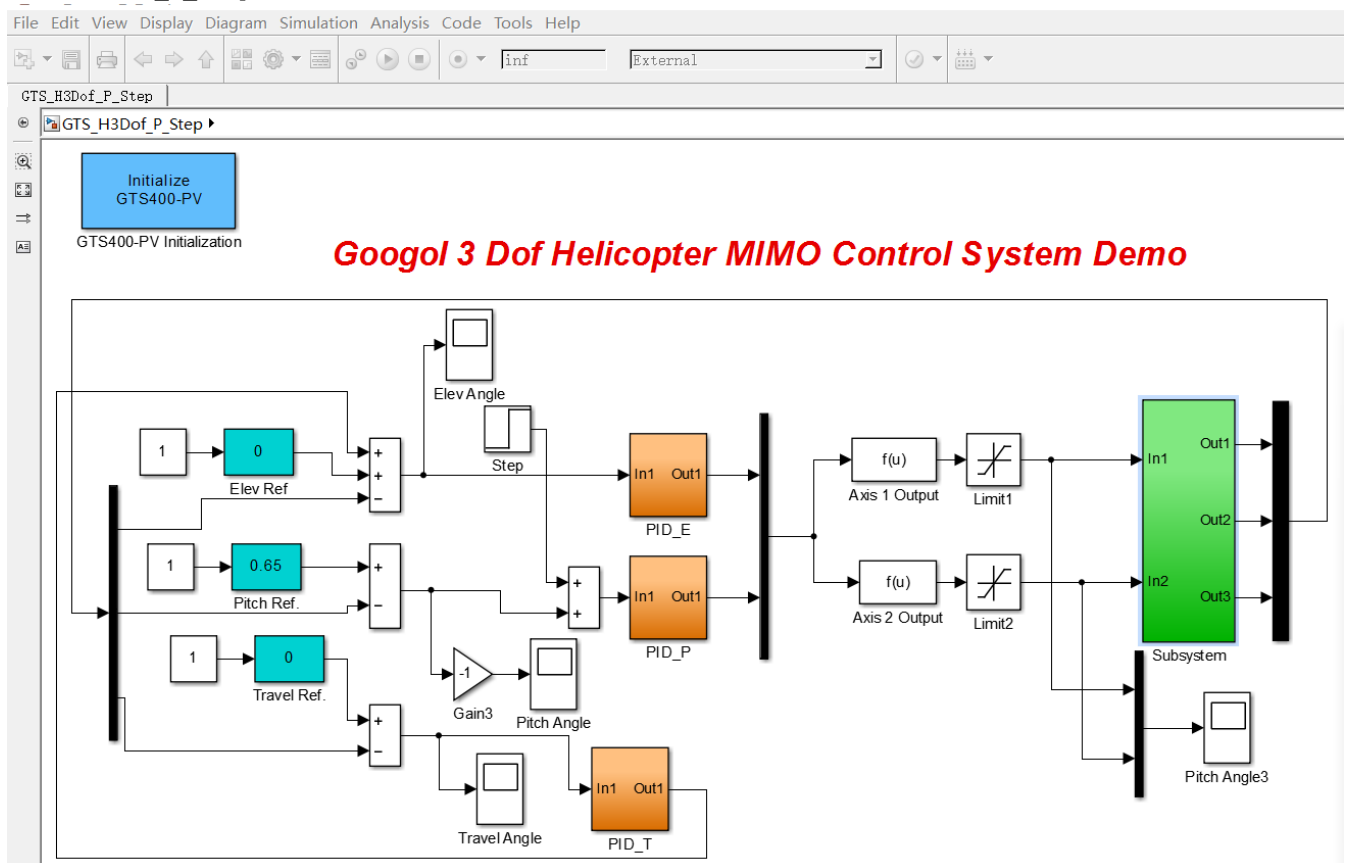 File Edit View Display Diagram Simulation Analysis Code Tools Help
inf
External
GTS_H3Dof_P_Step
GTS_H3Dof_P_Step
Initialize
GTS400-PV
GTS400-PV Initialization
Googol 3 Dof Helicopter MIMO Control System Demo
Elev Angle
1
0
Elev Ref
+
+
−
Step
In1 Out1
PID_E
f(u)
Axis 1 Output
Limit1
In1
In2
Out1
Out2
Out3
Subsystem
1
0.65
Pitch Ref.
+
−
+
+
In1 Out1
PID_P
f(u)
Axis 2 Output
Limit2
1
0
Travel Ref.
-1
Gain3
Pitch Angle
+
−
Travel Angle
In1 Out1
PID_T
Pitch Angle3